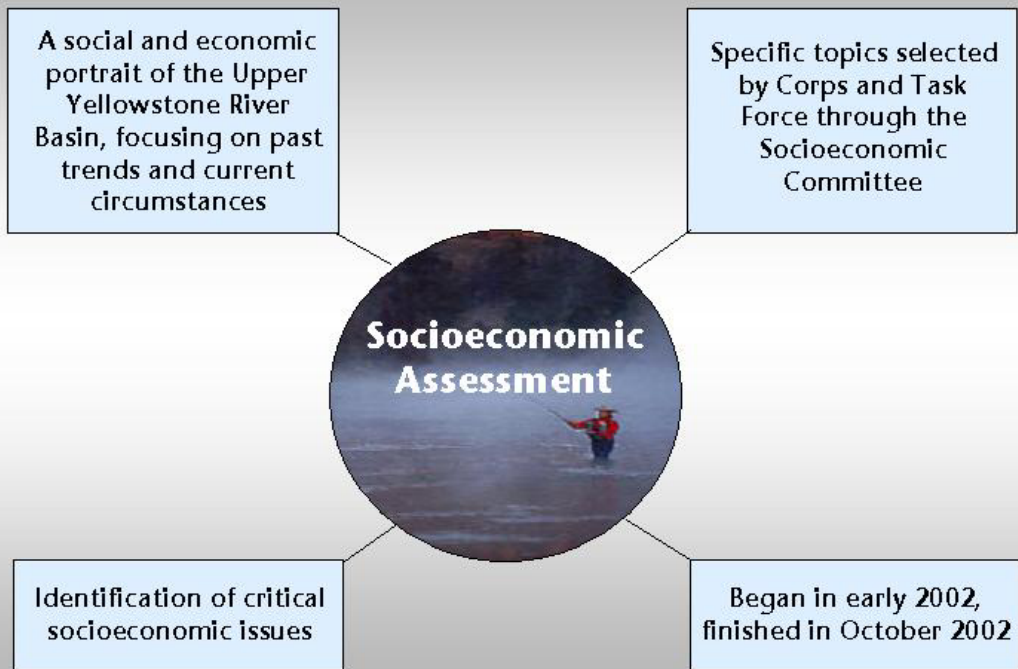 A social and economic
portrait of the Upper
Yellowstone River
Basin, focusing on past
trends and current
circumstances
Specific topics selected
by Corps and Task
Force through the
Socioeconomic
Committee
Socioeconomic
Assessment
Identification of critical
socioeconomic issues
Began in early 2002,
finished in October 2002